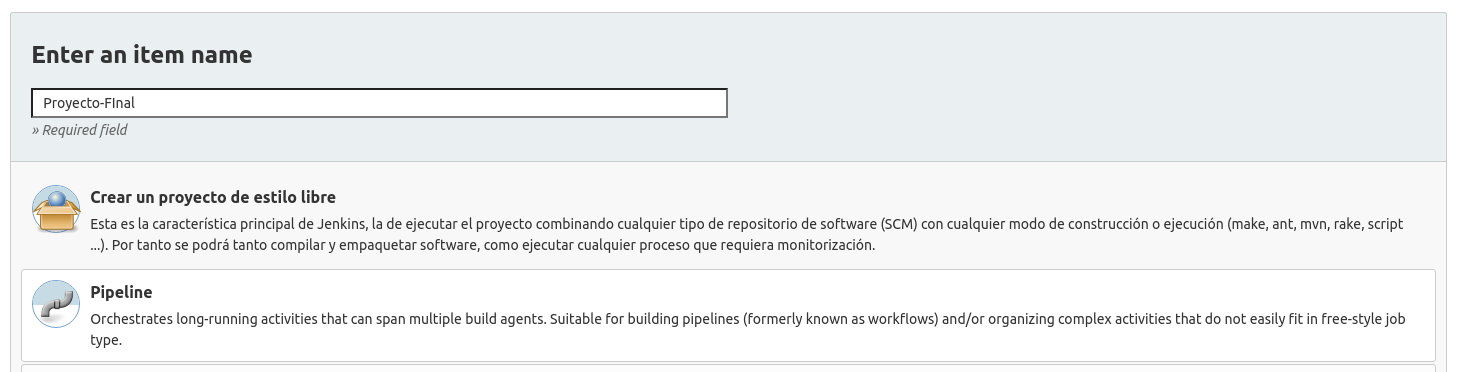 Enter an item name
Proyecto-FInal
» Required field
Crear un proyecto de estilo libre
Esta es la característica principal de Jenkins, la de ejecutar el proyecto combinando cualquier tipo de repositorio de software (SCM) con cualquier modo de construcción o ejecución (make, ant, mvn, rake, script
...). Por tanto se podrá tanto compilar y empaquetar software, como ejecutar cualquier proceso que requiera monitorización.
Pipeline
Orchestrates long-running activities that can span multiple build agents. Suitable for building pipelines (formerly known as workflows) and/or organizing complex activities that do not easily fit in free-style job
type.